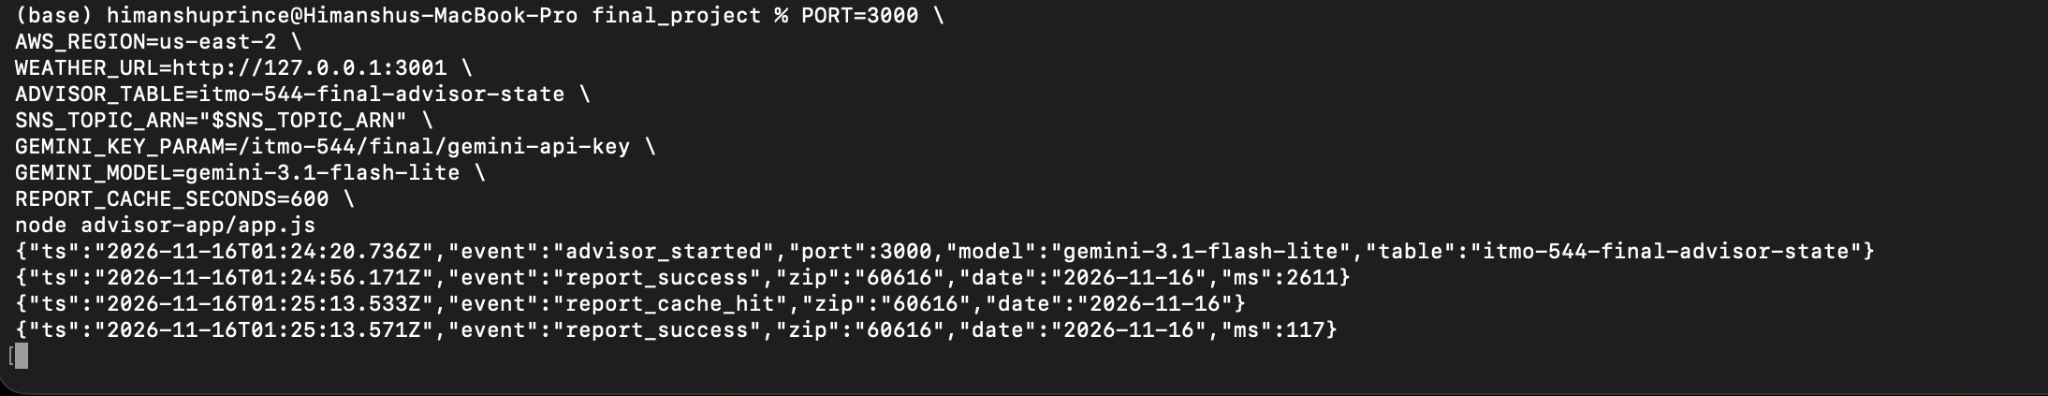 (base) himanshuprince@Himanshus-MacBook-Pro final_project % PORT=3000 \
AWS_REGION=us-east-2 \
WEATHER_URL=http://127.0.0.1:3001 \
ADVISOR_TABLE=itmo-544-final-advisor-state \
SNS_TOPIC_ARN="$SNS_TOPIC_ARN" \
GEMINI_KEY_PARAM=/itmo-544/final/gemini-api-key \
GEMINI_MODEL=gemini-3.1-flash-lite \
REPORT_CACHE_SECONDS=600 \
node advisor-app/app.js
{"ts":"2026-11-16T01:24:20.736Z","event":"advisor_started","port":3000,"model":"gemini-3.1-flash-lite","table":"itmo-544-final-advisor-state"}
{"ts":"2026-11-16T01:24:56.171Z","event":"report_success","zip":"60616","date":"2026-11-16","ms":2611}
{"ts":"2026-11-16T01:25:13.533Z","event":"report_cache_hit","zip":"60616","date":"2026-11-16"}
{"ts":"2026-11-16T01:25:13.571Z","event":"report_success","zip":"60616","date":"2026-11-16","ms":117}
[